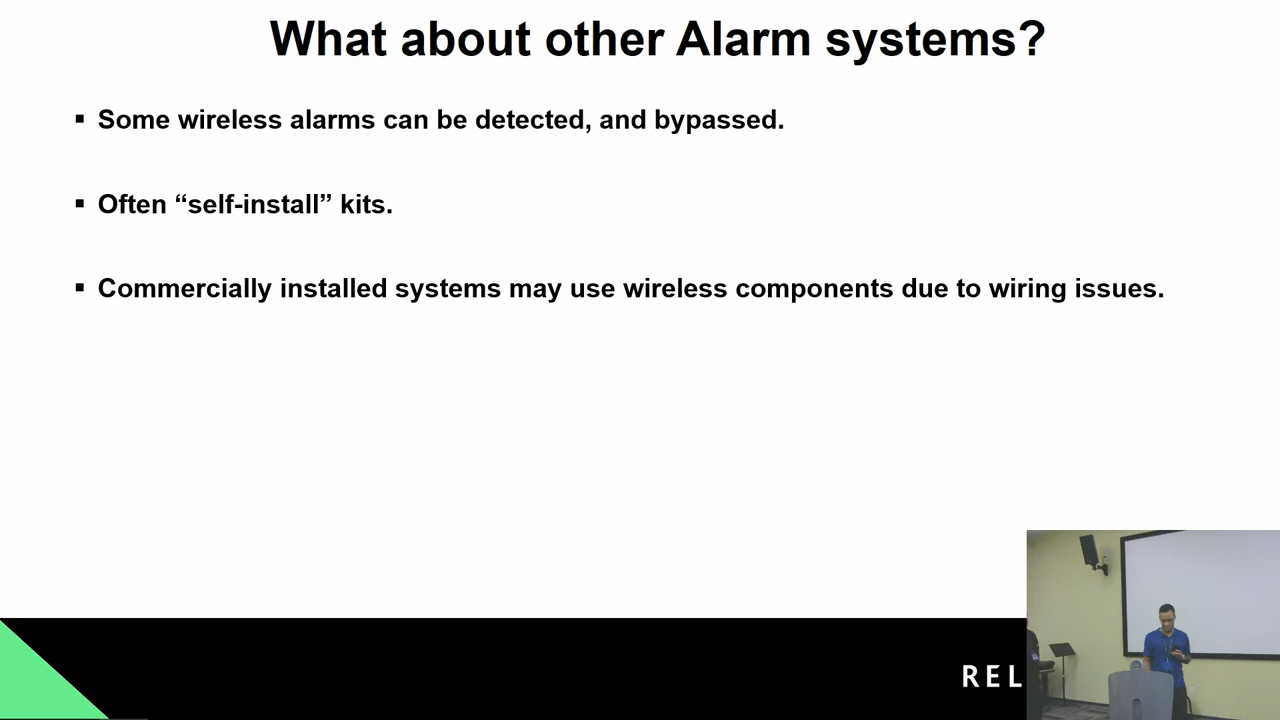 What about other Alarm systems?
▪ Some wireless alarms can be detected, and bypassed.
▪ Often “self-install” kits.
▪ Commercially installed systems may use wireless components due to wiring issues.
REL